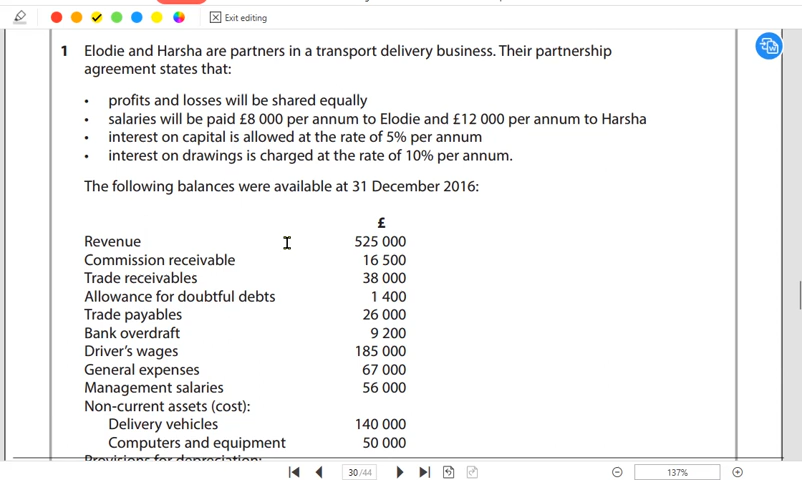 Exit editing
1 Elodie and Harsha are partners in a transport delivery business. Their partnership
agreement states that:
• profits and losses will be shared equally
• salaries will be paid £8 000 per annum to Elodie and £12 000 per annum to Harsha
• interest on capital is allowed at the rate of 5% per annum
• interest on drawings is charged at the rate of 10% per annum.
The following balances were available at 31 December 2016:
£
Revenue 525 000
Commission receivable 16 500
Trade receivables 38 000
Allowance for doubtful debts 1 400
Trade payables 26 000
Bank overdraft 9 200
Driver's wages 185 000
General expenses 67 000
Management salaries 56 000
Non-current assets (cost):
Delivery vehicles 140 000
Computers and equipment 50 000
Provisions for depreciation:
30/44
137%